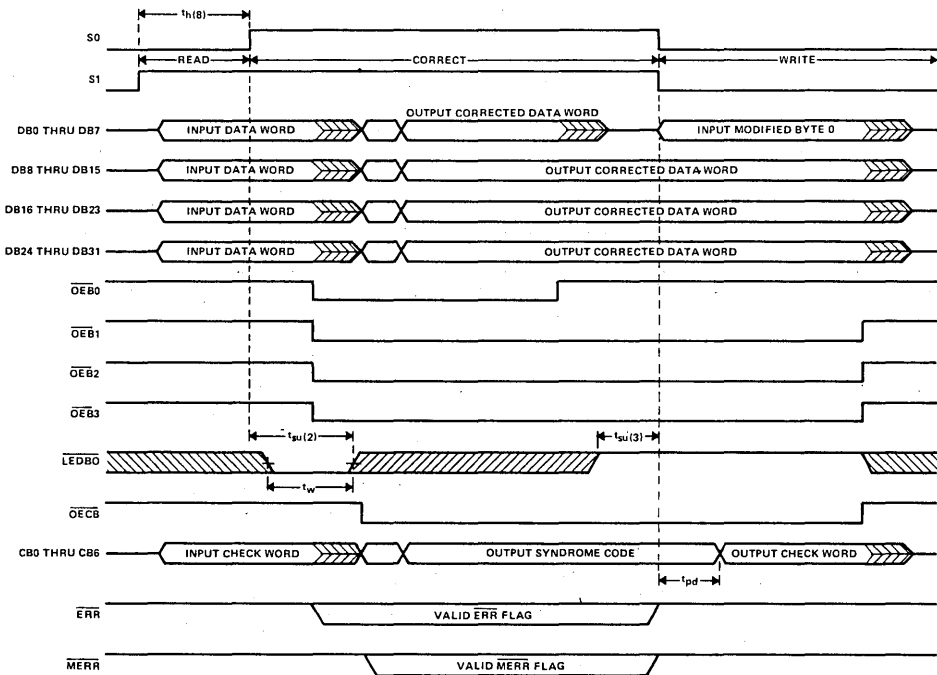 th(8)
S0
READ CORRECT WRITE
S1
OUTPUT CORRECTED DATA WORD
DB0 THRU DB7 INPUT DATA WORD INPUT MODIFIED BYTE 0
DB8 THRU DB15 INPUT DATA WORD OUTPUT CORRECTED DATA WORD
DB16 THRU DB23 INPUT DATA WORD OUTPUT CORRECTED DATA WORD
DB24 THRU DB31 INPUT DATA WORD OUTPUT CORRECTED DATA WORD
OEB0
OEB1
OEB2
OEB3
tsu(2) tsu(3)
LEDBO
tw
OECB
CB0 THRU CB6 INPUT CHECK WORD OUTPUT SYNDROME CODE OUTPUT CHECK WORD
tpd
ERR VALID ERR FLAG
MERR VALID MERR FLAG